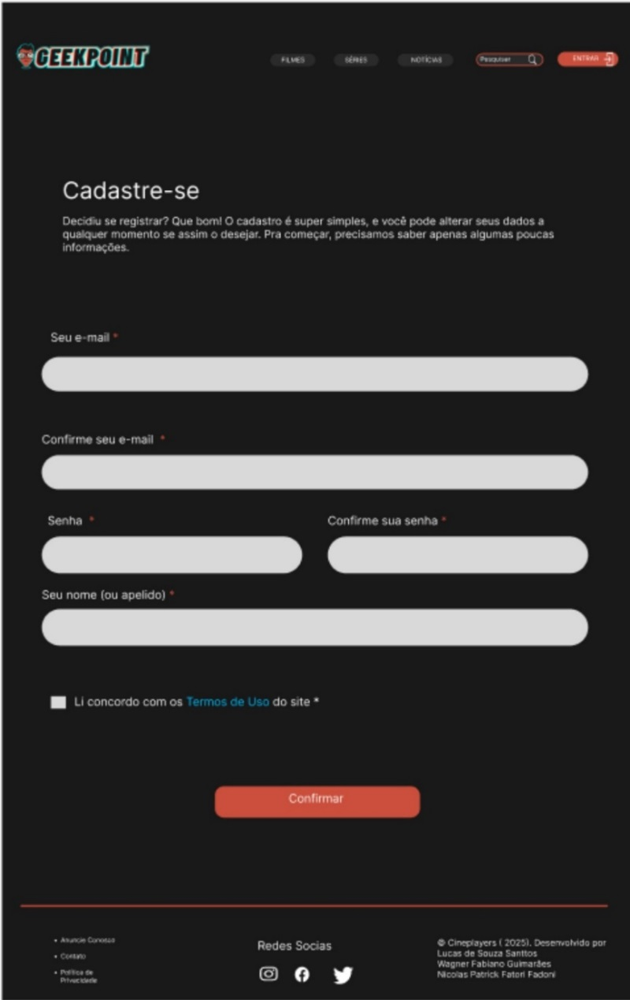 GEEKPOINT
FILMES
SÉRIES
NOTÍCIAS
Pesquisar
ENTRAR
Cadastre-se
Decidiu se registrar? Que bom! O cadastro é super simples, e você pode alterar seus dados a
qualquer momento se assim o desejar. Pra começar, precisamos saber apenas algumas poucas
informações.
Seu e-mail *
Confirme seu e-mail *
Senha *
Confirme sua senha *
Seu nome (ou apelido) *
Li concordo com os Termos de Uso do site *
Confirmar
• Anuncie Conosco
• Contato
• Política de
Privacidade
Redes Socias
© Cineplayers ( 2025). Desenvolvido por
Lucas de Souza Santtos
Wagner Fabiano Guimarães
Nicolas Patrick Fatori Fadoni